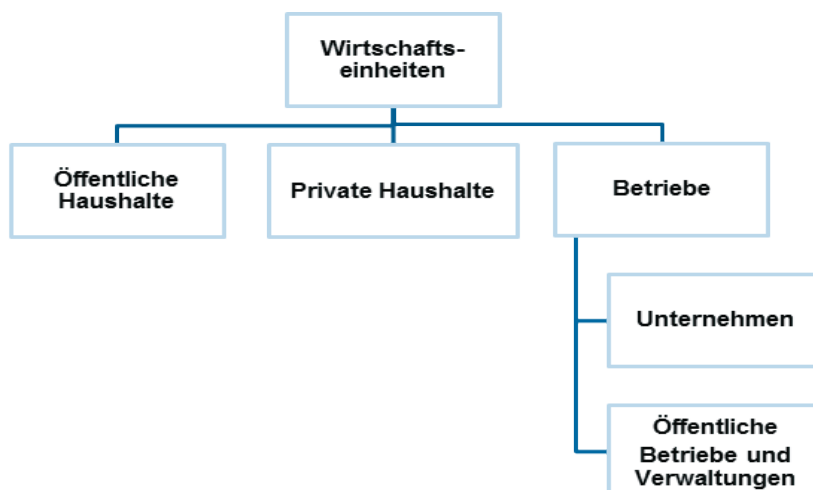 Wirtschafts-
einheiten
Öffentliche
Haushalte
Private Haushalte
Betriebe
Unternehmen
Öffentliche
Betriebe und
Verwaltungen